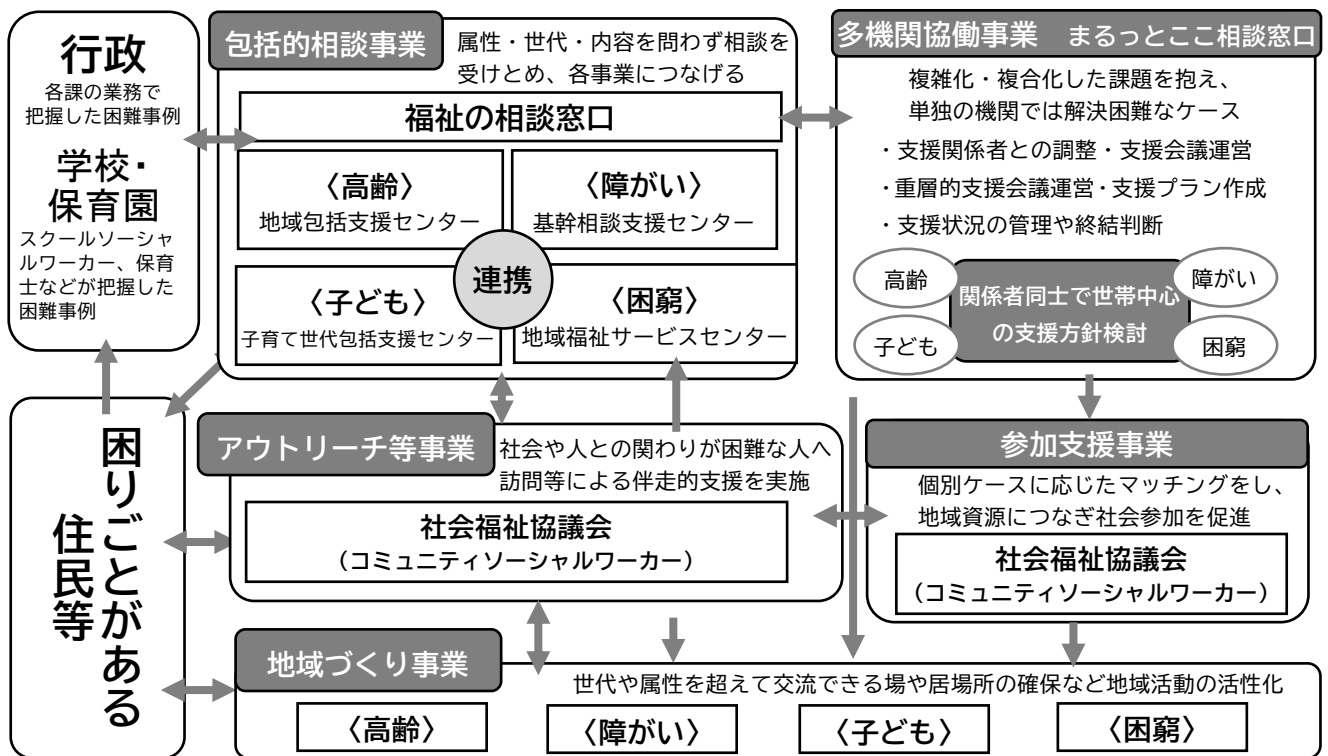 行政
各課の業務で
把握した困難事例
学校・
保育園
スクールソーシャ
ルワーカー、保育
士などが把握した
困難事例
包括的相談事業
属性・世代・内容を問わず相談を
受けとめ、各事業につなげる
福祉の相談窓口
〈高齢〉
地域包括支援センター
〈障がい〉
基幹相談支援センター
連携
〈子ども〉
子育て世代包括支援センター
〈困窮〉
地域福祉サービスセンター
多機関協働事業 まるっとここ相談窓口
複雑化・複合化した課題を抱え、
単独の機関では解決困難なケース
・支援関係者との調整・支援会議運営
・重層的支援会議運営・支援プラン作成
・支援状況の管理や終結判断
高齢
障がい
関係者同士で世帯中心
の支援方針検討
子ども
困窮
困りごとがある
住民等
アウトリーチ等事業
社会や人との関わりが困難な人へ
訪問等による伴走的支援を実施
社会福祉協議会
（コミュニティソーシャルワーカー）
参加支援事業
個別ケースに応じたマッチングをし、
地域資源につなぎ社会参加を促進
社会福祉協議会
（コミュニティソーシャルワーカー）
地域づくり事業
世代や属性を超えて交流できる場や居場所の確保など地域活動の活性化
〈高齢〉
〈障がい〉
〈子ども〉
〈困窮〉